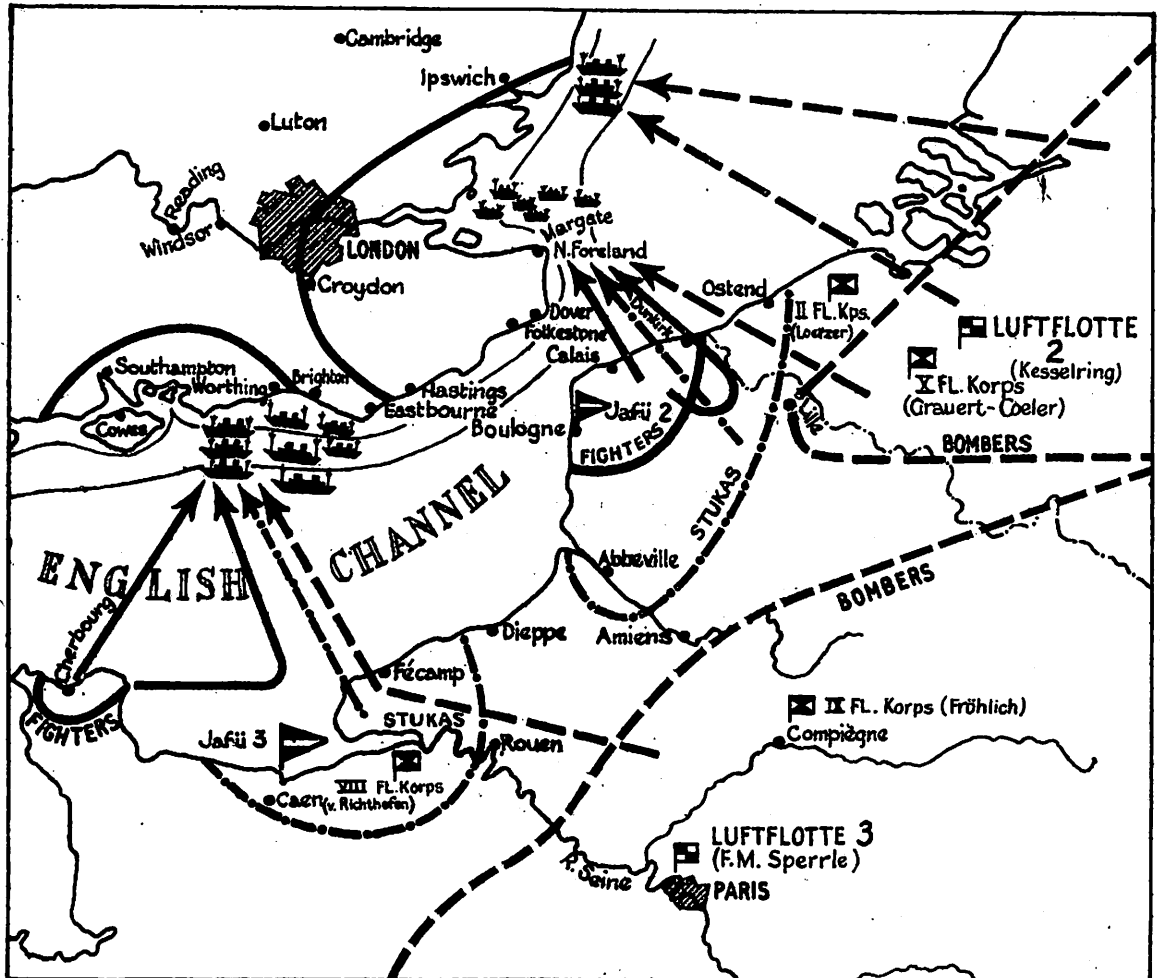 Cambridge
Ipswich
Luton
Reading
Windsor
LONDON
Margate
N. Foreland
Croydon
Ostend
II FL. Kps.
(Loerzer)
LUFTFLOTTE
2
(Kesselring)
Dover
Folkestone
Dunkirk
Calais
V FL. Korps
(Grauert-Coeler)
Southampton
Worthing
Brighton
Hastings
Eastbourne
Cowes
Boulogne
Jafü 2
FIGHTERS
Lille
BOMBERS
STUKAS
ENGLISH CHANNEL
Abbeville
BOMBERS
Cherbourg
Dieppe
Amiens
Fécamp
FIGHTERS
STUKAS
IX FL. Korps (Fröhlich)
Compiègne
Jafü 3
Rouen
VIII FL. Korps
(v. Richthofen)
Caen
LUFTFLOTTE 3
(F.M. Sperrle)
R. Seine
PARIS